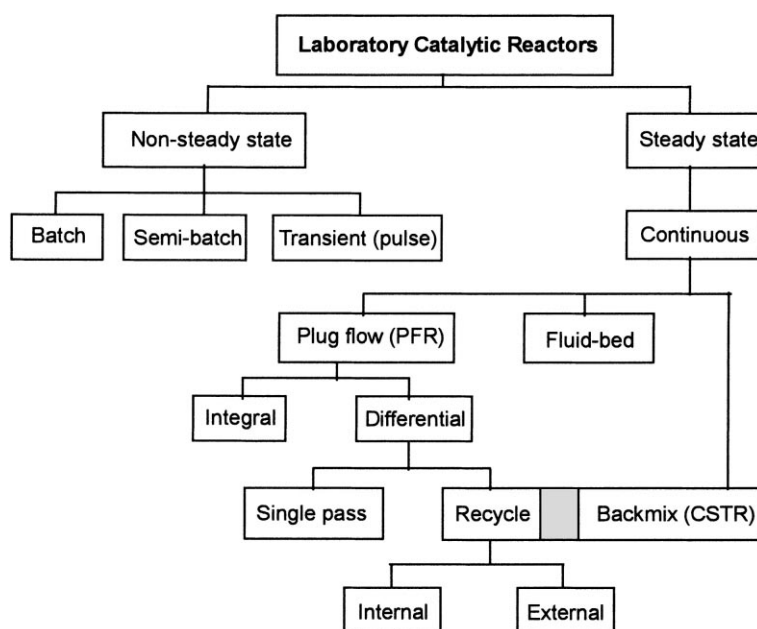 Laboratory Catalytic Reactors
Non-steady state
Steady state
Batch
Semi-batch
Transient (pulse)
Continuous
Plug flow (PFR)
Fluid-bed
Integral
Differential
Single pass
Recycle
Backmix (CSTR)
Internal
External